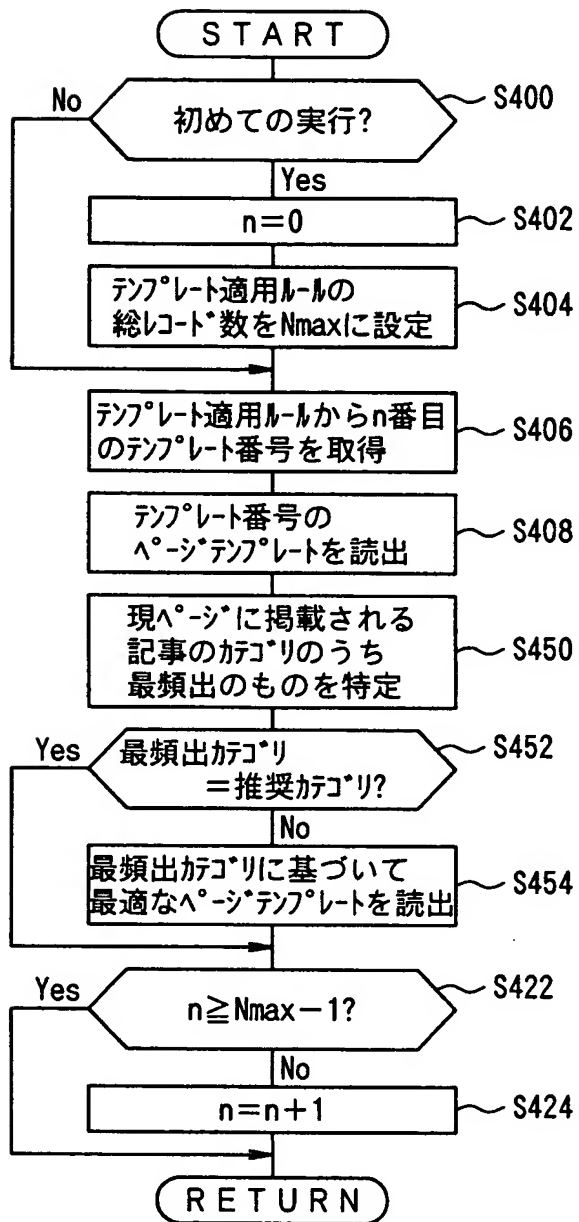 START
No
初めての実行?
S400
Yes
n=0
S402
テンプレート適用ルールの
総レコード数をNmaxに設定
S404
テンプレート適用ルールからn番目
のテンプレート番号を取得
S406
テンプレート番号の
ページテンプレートを読出
S408
現ページに掲載される
記事のカテゴリのうち
最頻出のものを特定
S450
Yes
最頻出カテゴリ
=推奨カテゴリ?
S452
No
最頻出カテゴリに基づいて
最適なページテンプレートを読出
S454
Yes
n≧Nmax−1?
S422
No
n=n+1
S424
RETURN